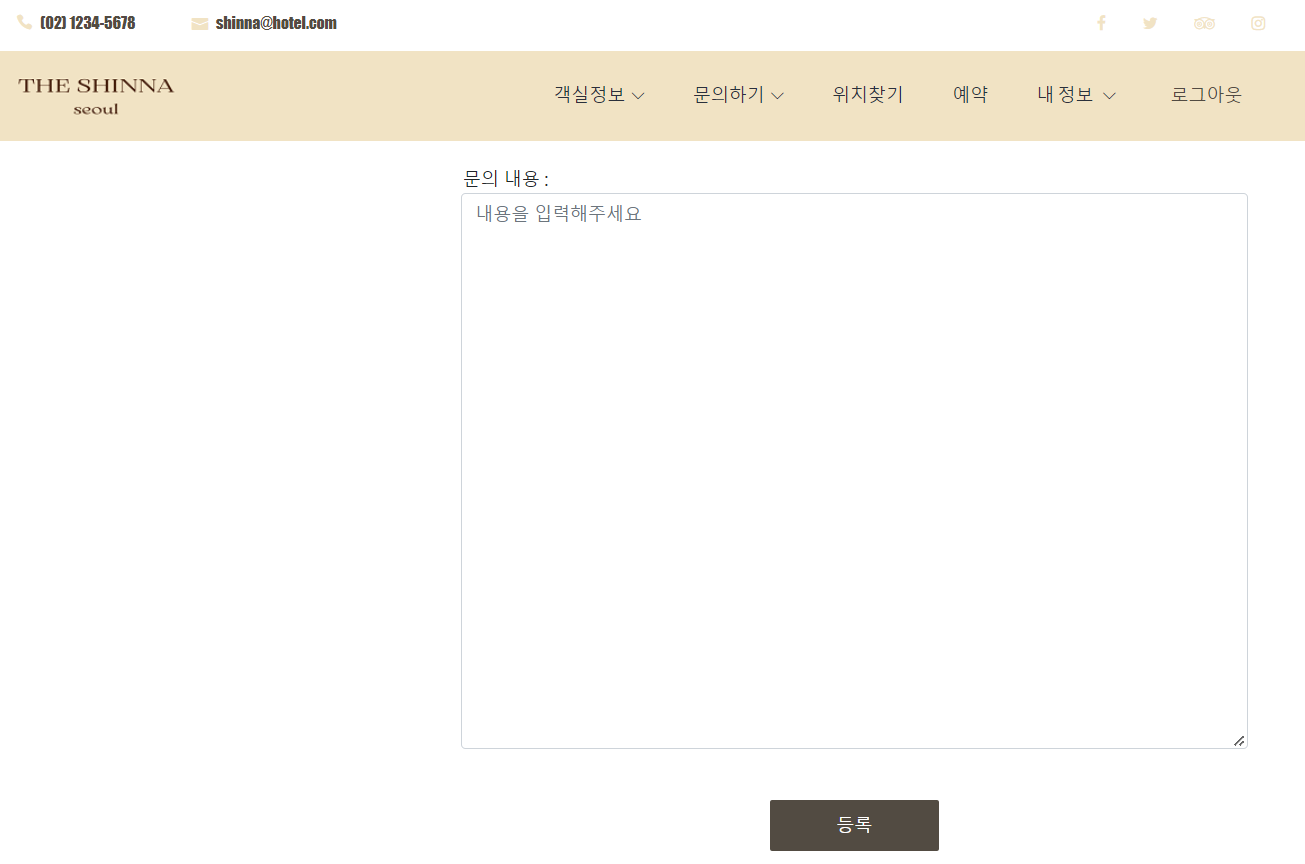 (02) 1234-5678 shinna@hotel.com
THE SHINNA
seoul
객실정보 문의하기 위치찾기 예약 내 정보 로그아웃
문의 내용 :
내용을 입력해주세요
등록